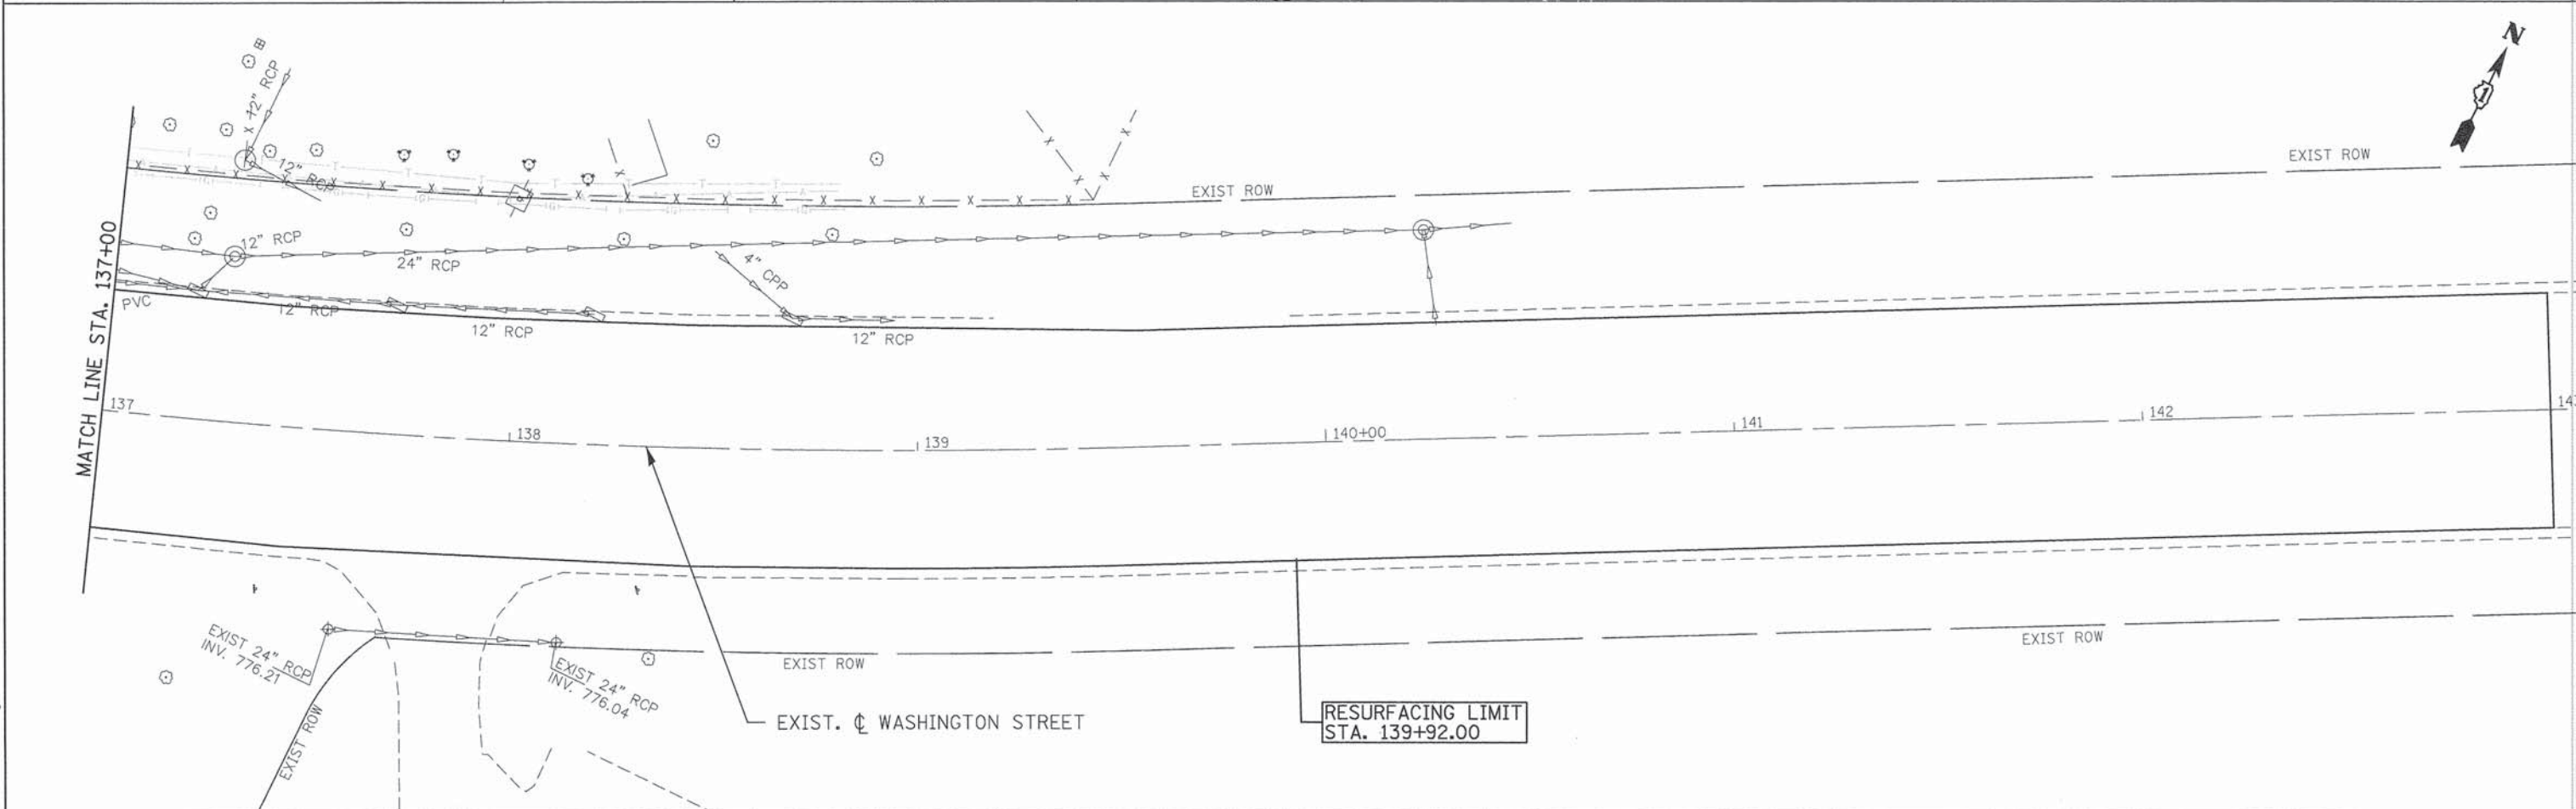 N
1
12" RCP
12" RCP
EXIST ROW
EXIST ROW
MATCH LINE STA. 137+00
12" RCP
24" RCP
4" CPP
PVC
12" RCP
12" RCP
12" RCP
137
138
139
140+00
141
142
EXIST 24" RCP
INV. 776.21
EXIST 24" RCP
INV. 776.04
EXIST ROW
EXIST ROW
EXIST ROW
EXIST. ℄ WASHINGTON STREET
RESURFACING LIMIT
STA. 139+92.00